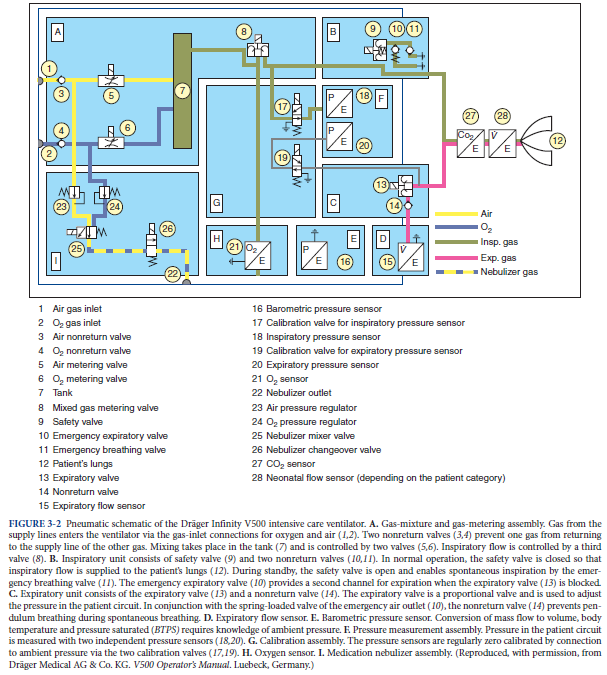 A
B
8
9
10
11
1
3
5
7
4
6
2
17
P
E
18
F
P
E
20
19
27
28
CO2
E
V̇
E
12
13
14
G
C
23
24
26
25
I
22
H
21
O2
E
P
E
16
E
D
15
V̇
E
Air
O2
Insp. gas
Exp. gas
Nebulizer gas
1 Air gas inlet
2 O2 gas inlet
3 Air nonreturn valve
4 O2 nonreturn valve
5 Air metering valve
6 O2 metering valve
7 Tank
8 Mixed gas metering valve
9 Safety valve
10 Emergency expiratory valve
11 Emergency breathing valve
12 Patient's lungs
13 Expiratory valve
14 Nonreturn valve
15 Expiratory flow sensor
16 Barometric pressure sensor
17 Calibration valve for inspiratory pressure sensor
18 Inspiratory pressure sensor
19 Calibration valve for expiratory pressure sensor
20 Expiratory pressure sensor
21 O2 sensor
22 Nebulizer outlet
23 Air pressure regulator
24 O2 pressure regulator
25 Nebulizer mixer valve
26 Nebulizer changeover valve
27 CO2 sensor
28 Neonatal flow sensor (depending on the patient category)
FIGURE 3-2 Pneumatic schematic of the Dräger Infinity V500 intensive care ventilator. A. Gas-mixture and gas-metering assembly. Gas from the
supply lines enters the ventilator via the gas-inlet connections for oxygen and air (1,2). Two nonreturn valves (3,4) prevent one gas from returning
to the supply line of the other gas. Mixing takes place in the tank (7) and is controlled by two valves (5,6). Inspiratory flow is controlled by a third
valve (8). B. Inspiratory unit consists of safety valve (9) and two nonreturn valves (10,11). In normal operation, the safety valve is closed so that
inspiratory flow is supplied to the patient's lungs (12). During standby, the safety valve is open and enables spontaneous inspiration by the emer-
gency breathing valve (11). The emergency expiratory valve (10) provides a second channel for expiration when the expiratory valve (13) is blocked.
C. Expiratory unit consists of the expiratory valve (13) and a nonreturn valve (14). The expiratory valve is a proportional valve and is used to adjust
the pressure in the patient circuit. In conjunction with the spring-loaded valve of the emergency air outlet (10), the nonreturn valve (14) prevents pen-
dulum breathing during spontaneous breathing. D. Expiratory flow sensor. E. Barometric pressure sensor. Conversion of mass flow to volume, body
temperature and pressure saturated (BTPS) requires knowledge of ambient pressure. F. Pressure measurement assembly. Pressure in the patient circuit
is measured with two independent pressure sensors (18,20). G. Calibration assembly. The pressure sensors are regularly zero calibrated by connection
to ambient pressure via the two calibration valves (17,19). H. Oxygen sensor. I. Medication nebulizer assembly. (Reproduced, with permission, from
Dräger Medical AG & Co. KG. V500 Operator's Manual. Luebeck, Germany.)